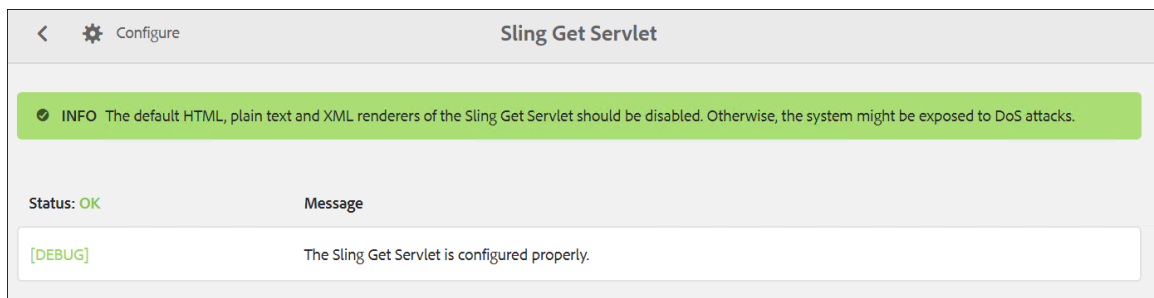 Configure
Sling Get Servlet
INFO The default HTML, plain text and XML renderers of the Sling Get Servlet should be disabled. Otherwise, the system might be exposed to DoS attacks.
Status: OK Message
[DEBUG] The Sling Get Servlet is configured properly.